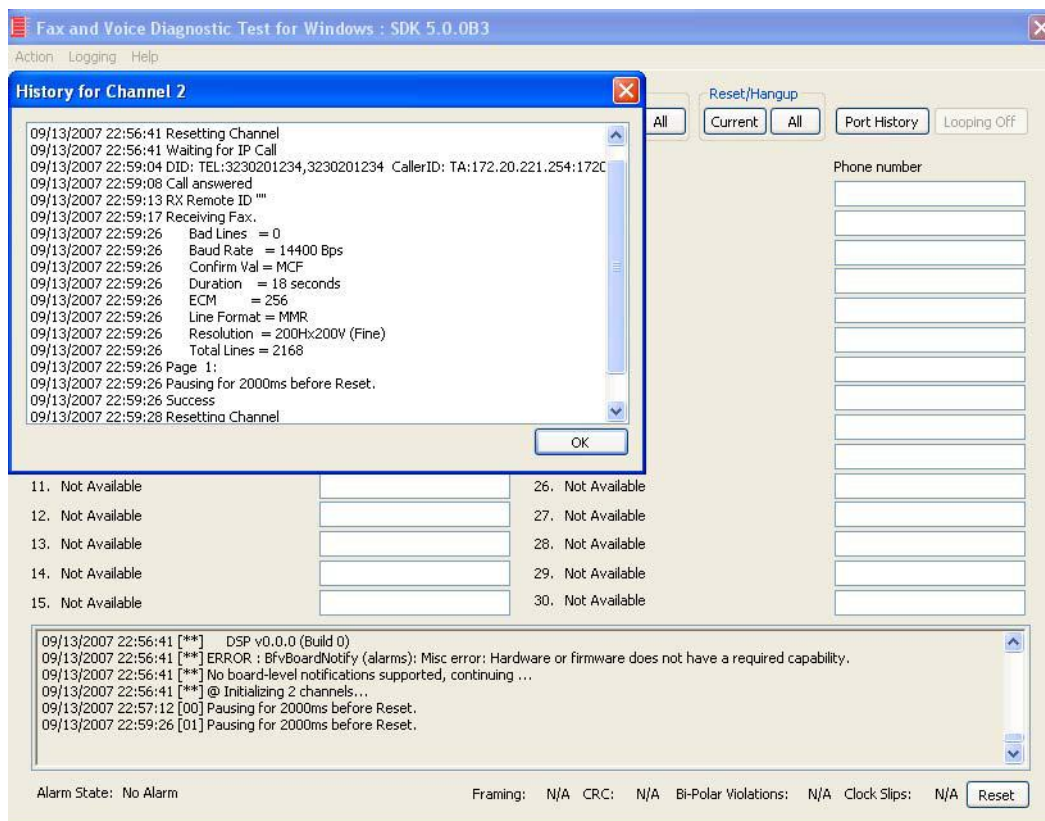 Fax and Voice Diagnostic Test for Windows : SDK 5.0.0B3
Action Logging Help
History for Channel 2
Reset/Hangup
All Current All Port History Looping Off
Phone number
09/13/2007 22:56:41 Resetting Channel
09/13/2007 22:56:41 Waiting for IP Call
09/13/2007 22:59:04 DID: TEL:3230201234,3230201234 CallerID: TA:172.20.221.254:1720
09/13/2007 22:59:08 Call answered
09/13/2007 22:59:13 RX Remote ID ""
09/13/2007 22:59:17 Receiving Fax.
09/13/2007 22:59:26 Bad Lines = 0
09/13/2007 22:59:26 Baud Rate = 14400 Bps
09/13/2007 22:59:26 Confirm Val = MCF
09/13/2007 22:59:26 Duration = 18 seconds
09/13/2007 22:59:26 ECM = 256
09/13/2007 22:59:26 Line Format = MMR
09/13/2007 22:59:26 Resolution = 200Hx200V (Fine)
09/13/2007 22:59:26 Total Lines = 2168
09/13/2007 22:59:26 Page 1:
09/13/2007 22:59:26 Pausing for 2000ms before Reset.
09/13/2007 22:59:26 Success
09/13/2007 22:59:28 Resetting Channel
OK
11. Not Available 26. Not Available
12. Not Available 27. Not Available
13. Not Available 28. Not Available
14. Not Available 29. Not Available
15. Not Available 30. Not Available
09/13/2007 22:56:41 [**] DSP v0.0.0 (Build 0)
09/13/2007 22:56:41 [**] ERROR : BfvBoardNotify (alarms): Misc error: Hardware or firmware does not have a required capability.
09/13/2007 22:56:41 [**] No board-level notifications supported, continuing ...
09/13/2007 22:56:41 [**] @ Initializing 2 channels...
09/13/2007 22:57:12 [00] Pausing for 2000ms before Reset.
09/13/2007 22:59:26 [01] Pausing for 2000ms before Reset.
Alarm State: No Alarm Framing: N/A CRC: N/A Bi-Polar Violations: N/A Clock Slips: N/A Reset